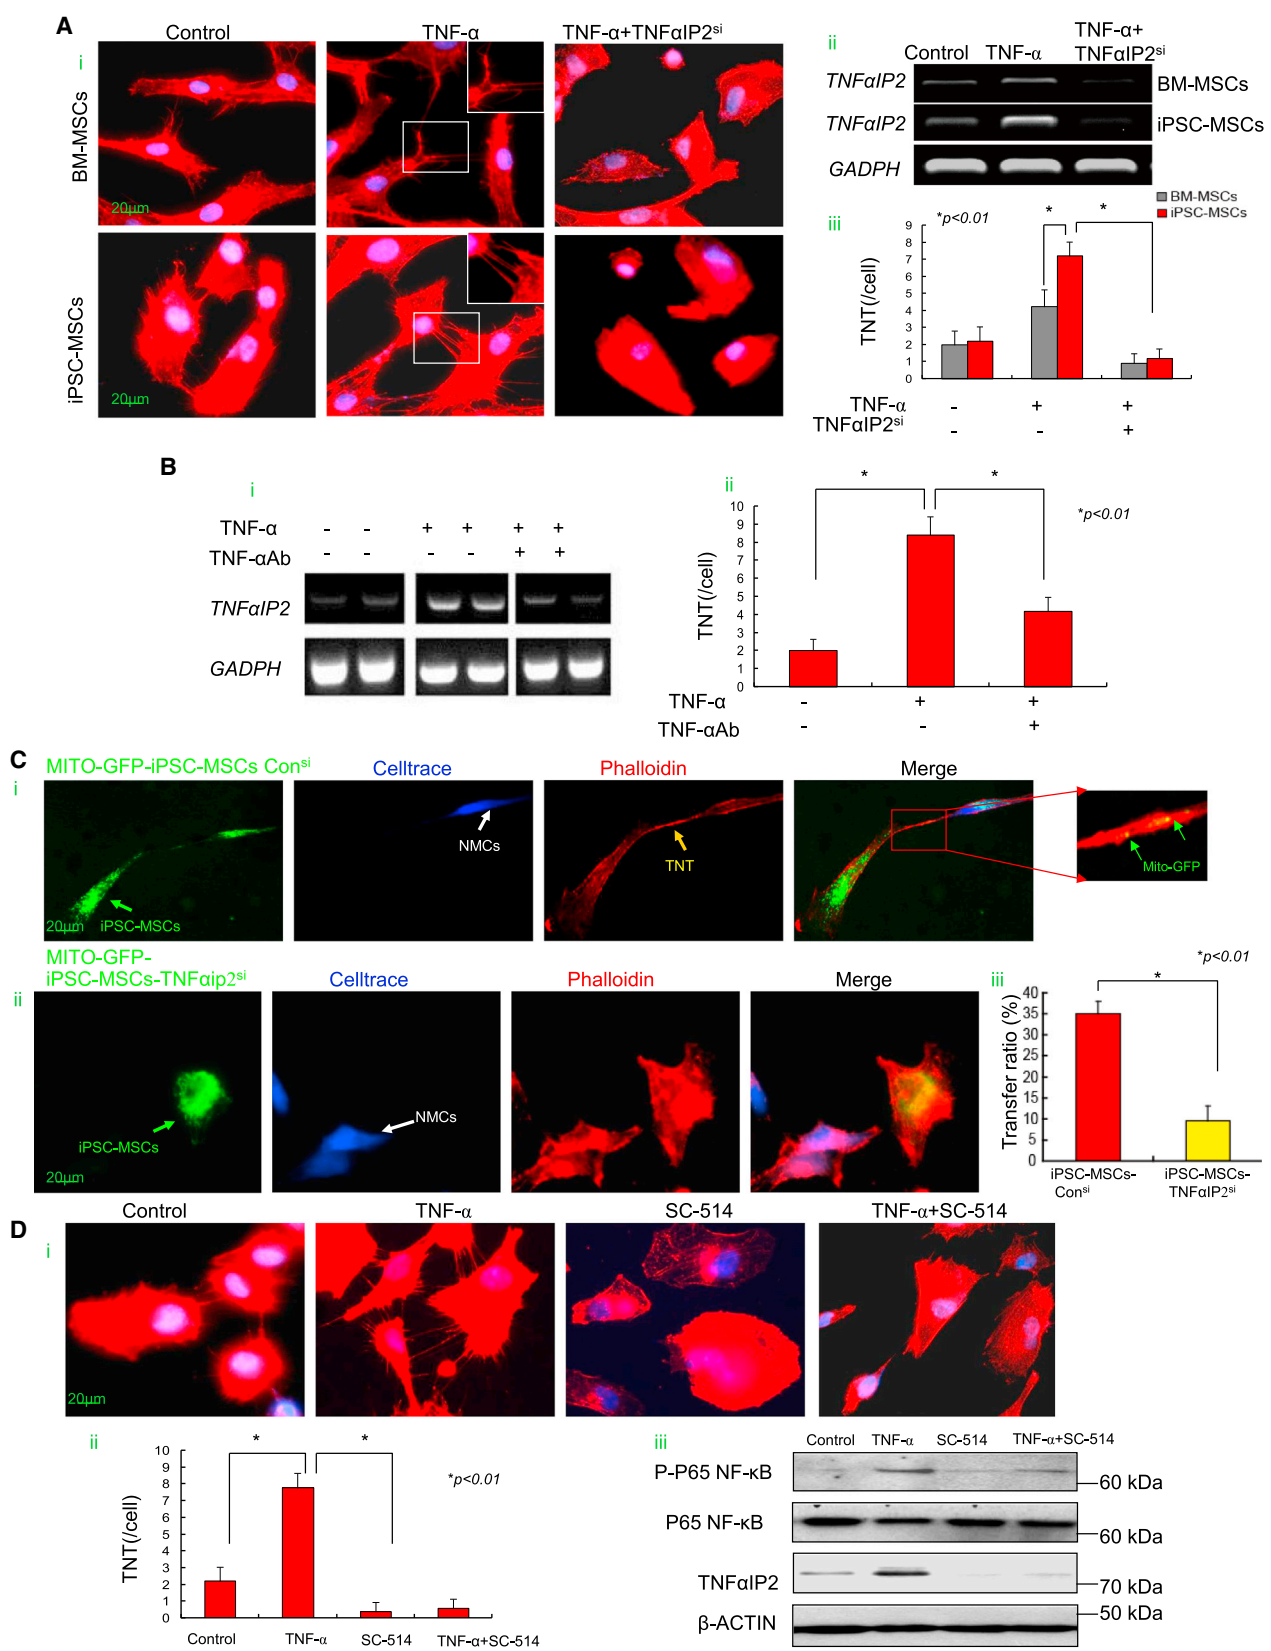 A
Control
TNF-α
TNF-α+TNFαIP2si
i
BM-MSCs
20µm
iPSC-MSCs
20µm
ii
Control
TNF-α
TNF-α+
TNFαIP2si
TNFαIP2
BM-MSCs
TNFαIP2
iPSC-MSCs
GADPH
BM-MSCs
iPSC-MSCs
iii
*p<0.01
*
*
9
8
7
6
5
4
3
2
1
0
TNT(/cell)
TNF-α - + +
TNFαIP2si - - +
B
i
TNF-α - - + + + +
TNF-αAb - - - - + +
TNFαIP2
GADPH
ii
*
*
*p<0.01
10
9
8
7
6
5
4
3
2
1
0
TNT(/cell)
TNF-α - + +
TNF-αAb - - +
C
MITO-GFP-iPSC-MSCs Consi
Celltrace
Phalloidin
Merge
i
NMCs
TNT
Mito-GFP
iPSC-MSCs
20µm
MITO-GFP-
iPSC-MSCs-TNFαip2si
Celltrace
Phalloidin
Merge
ii
NMCs
iPSC-MSCs
20µm
iii
*p<0.01
*
40
35
30
25
20
15
10
5
0
Transfer ratio (%)
iPSC-MSCs-
Consi
iPSC-MSCs-
TNFαIP2si
D
Control
TNF-α
SC-514
TNF-α+SC-514
i
20µm
ii
*
*
*p<0.01
10
9
8
7
6
5
4
3
2
1
0
TNT(/cell)
Control
TNF-α
SC-514
TNF-α+SC-514
iii
Control
TNF-α
SC-514
TNF-α+SC-514
P-P65 NF-κB
60 kDa
P65 NF-κB
60 kDa
TNFαIP2
70 kDa
50 kDa
β-ACTIN